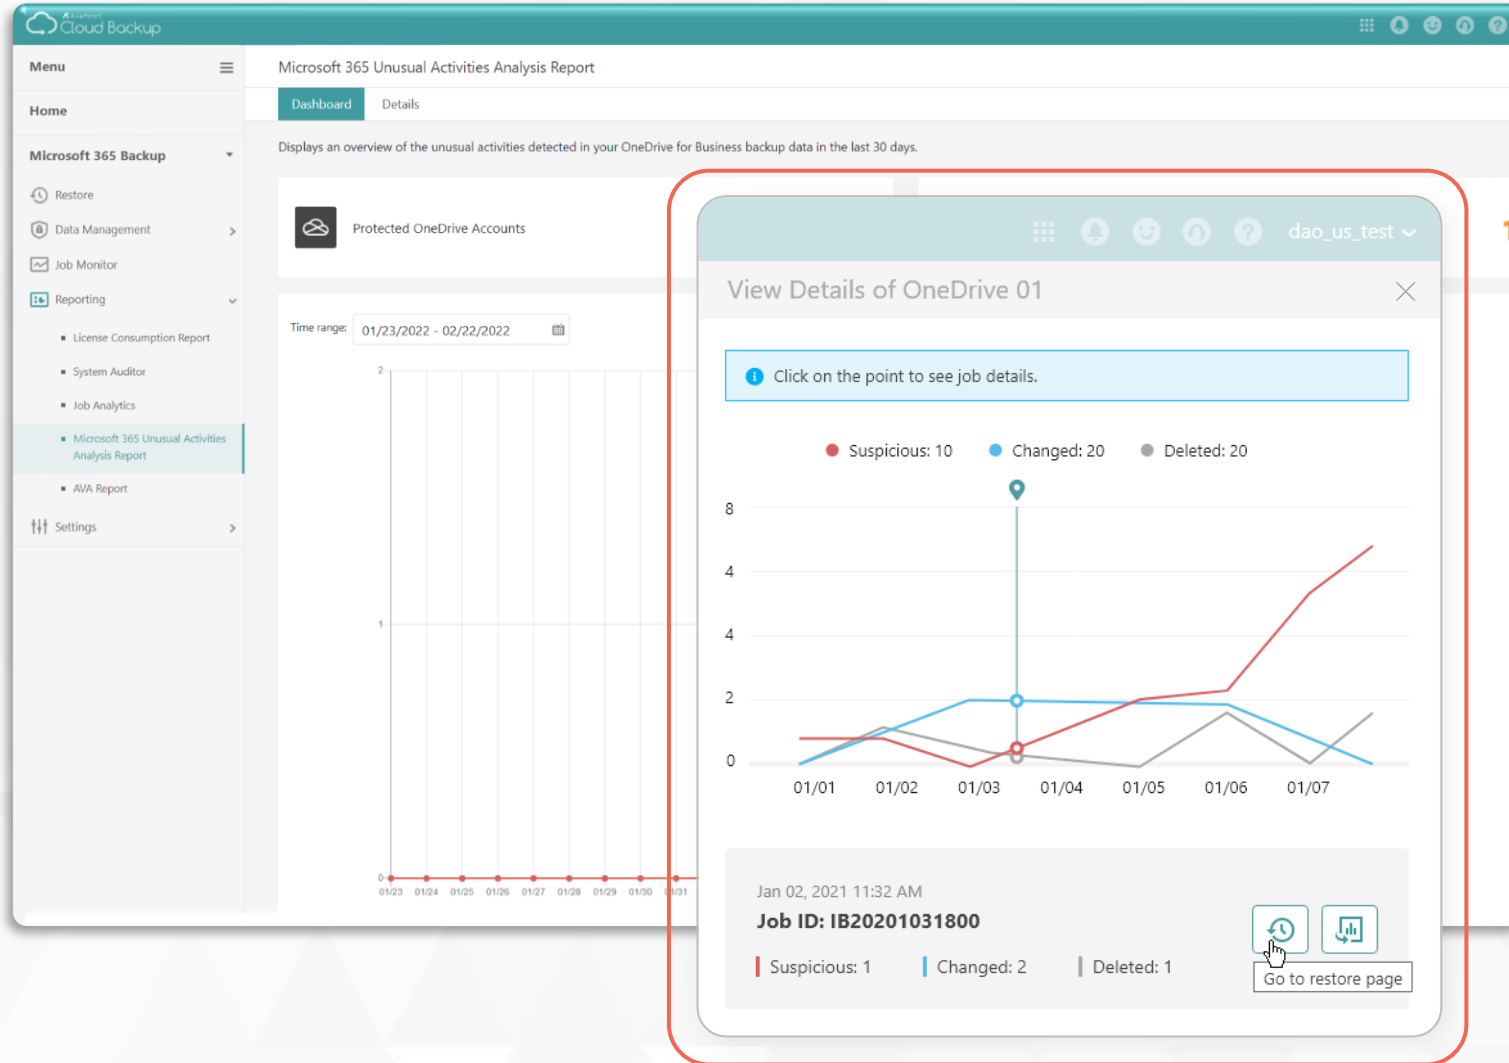 AvePoint
Cloud Backup
Menu
Home
Microsoft 365 Backup
Restore
Data Management
Job Monitor
Reporting
License Consumption Report
System Auditor
Job Analytics
Microsoft 365 Unusual Activities
Analysis Report
AVA Report
Settings
Microsoft 365 Unusual Activities Analysis Report
Dashboard Details
Displays an overview of the unusual activities detected in your OneDrive for Business backup data in the last 30 days.
Protected OneDrive Accounts
Time range: 01/23/2022 - 02/22/2022
2
1
0
01/23 01/24 01/25 01/26 01/27 01/28 01/29 01/30 01/31
dao_us_test
View Details of OneDrive 01
Click on the point to see job details.
Suspicious: 10 Changed: 20 Deleted: 20
8
4
4
2
0
01/01 01/02 01/03 01/04 01/05 01/06 01/07
Jan 02, 2021 11:32 AM
Job ID: IB20201031800
Suspicious: 1 Changed: 2 Deleted: 1
Go to restore page